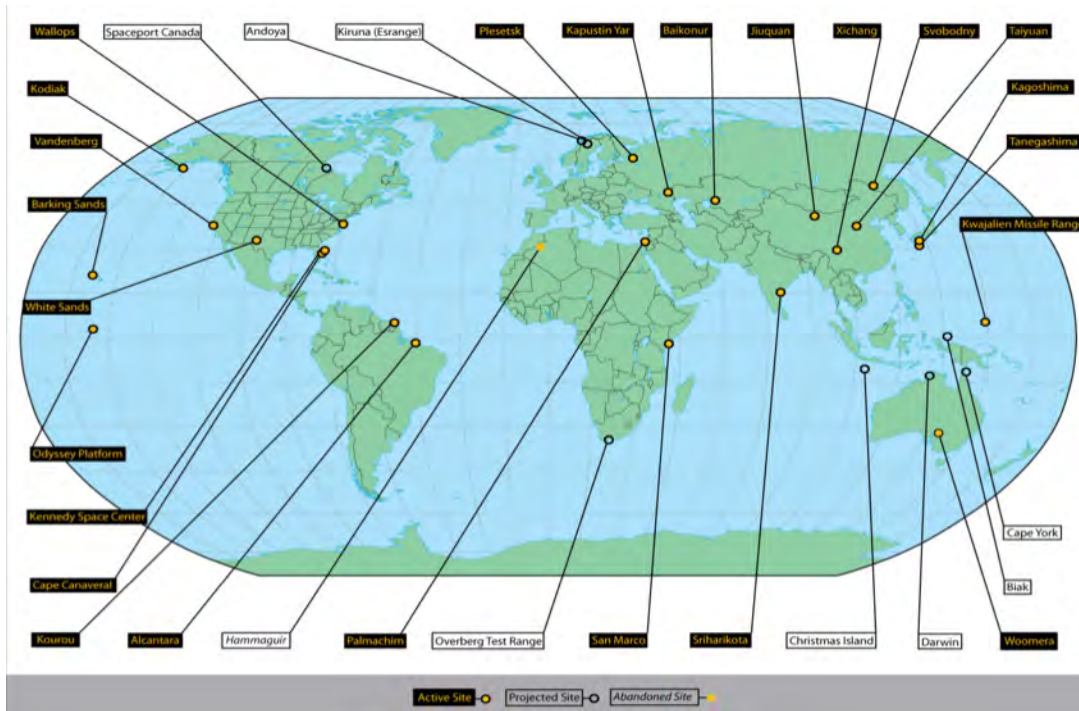 Wallops
Spaceport Canada
Andoya
Kiruna (Esrange)
Plesetsk
Kapustin Yar
Baikonur
Jiuquan
Xichang
Svobodny
Taiyuan
Kodiak
Kagoshima
Vandenberg
Tanegashima
Barking Sands
Kwajalien Missile Range
White Sands
Odyssey Platform
Kennedy Space Center
Cape York
Cape Canaveral
Biak
Kourou
Alcantara
Hammaguir
Palmachim
Overberg Test Range
San Marco
Sriharikota
Christmas Island
Darwin
Woomera
Active Site
Projected Site
Abandoned Site